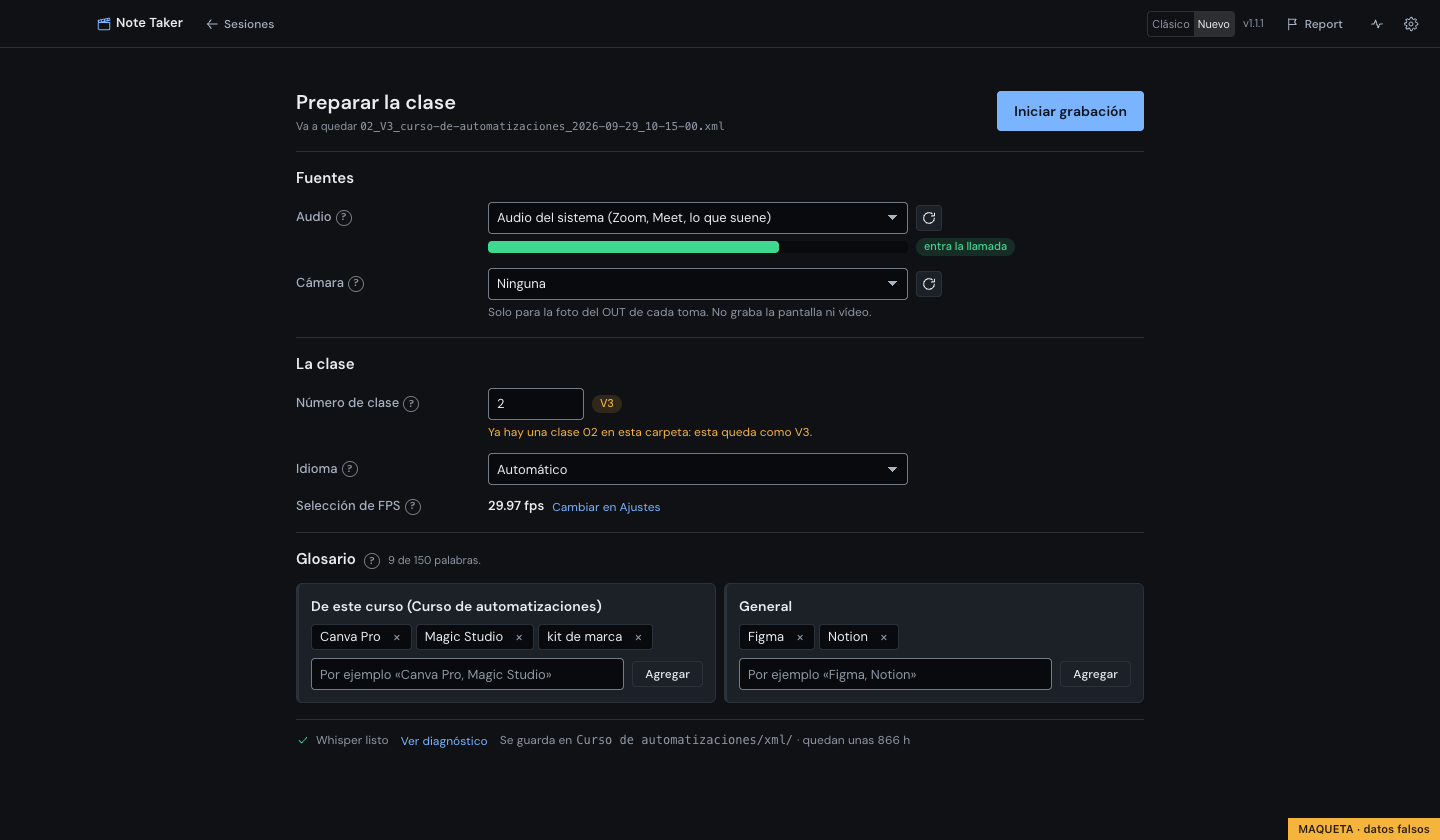 Note Taker
Sesiones
Clásico Nuevo v1.1.1 Report
Preparar la clase
Va a quedar 02_V3_curso-de-automatizaciones_2026-09-29_10-15-00.xml
Iniciar grabación
Fuentes
Audio ?
Audio del sistema (Zoom, Meet, lo que suene)
entra la llamada
Cámara ?
Ninguna
Solo para la foto del OUT de cada toma. No graba la pantalla ni vídeo.
La clase
Número de clase ?
2 V3
Ya hay una clase 02 en esta carpeta: esta queda como V3.
Idioma ?
Automático
Selección de FPS ?
29.97 fps Cambiar en Ajustes
Glosario ? 9 de 150 palabras.
De este curso (Curso de automatizaciones)
Canva Pro × Magic Studio × kit de marca ×
Por ejemplo «Canva Pro, Magic Studio» Agregar
General
Figma × Notion ×
Por ejemplo «Figma, Notion» Agregar
Whisper listo Ver diagnóstico Se guarda en Curso de automatizaciones/xml/ · quedan unas 866 h
MAQUETA · datos falsos